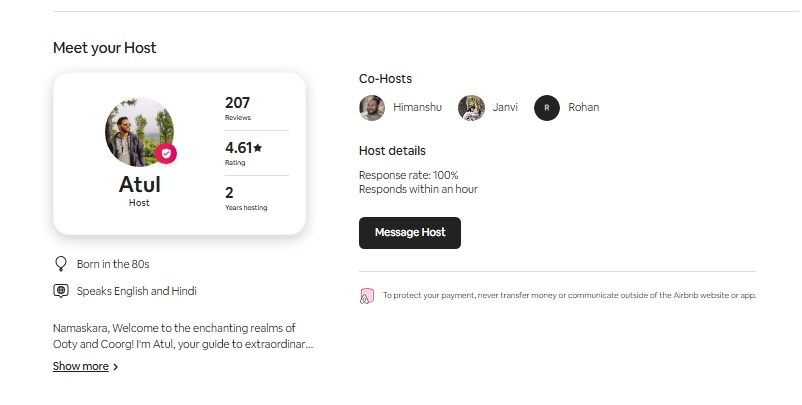 Meet your Host
207
Reviews
4.61★
Rating
2
Years hosting
Atul
Host
Born in the 80s
Speaks English and Hindi
Namaskara, Welcome to the enchanting realms of
Ooty and Coorg! I'm Atul, your guide to extraordinar...
Show more
Co-Hosts
Himanshu
Janvi
R
Rohan
Host details
Response rate: 100%
Responds within an hour
Message Host
To protect your payment, never transfer money or communicate outside of the Airbnb website or app.